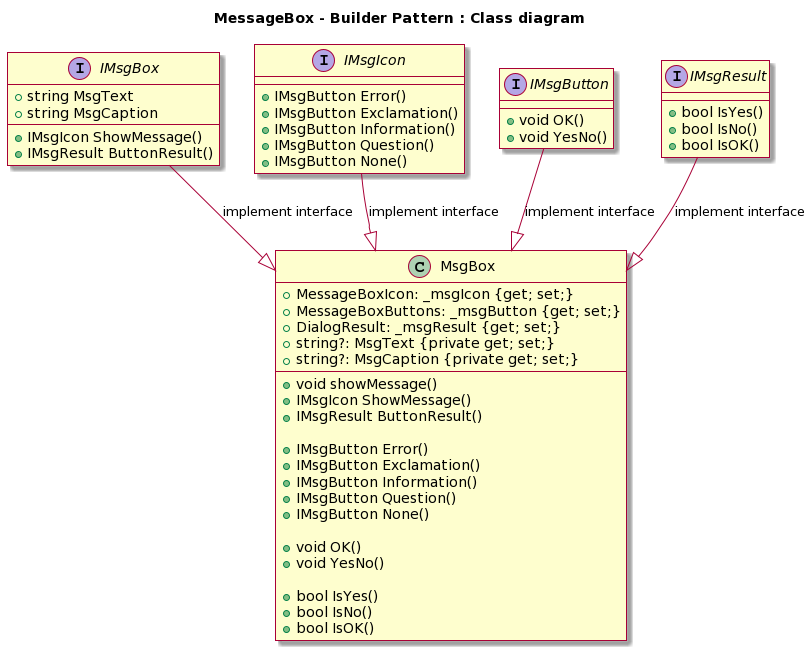 MessageBox - Builder Pattern : Class diagram
I IMsgBox
string MsgText
string MsgCaption
IMsgIcon ShowMessage()
IMsgResult ButtonResult()
I IMsgIcon
IMsgButton Error()
IMsgButton Exclamation()
IMsgButton Information()
IMsgButton Question()
IMsgButton None()
I IMsgButton
void OK()
void YesNo()
I IMsgResult
bool IsYes()
bool IsNo()
bool IsOK()
implement interface
implement interface
implement interface
implement interface
C MsgBox
MessageBoxIcon: _msgIcon {get; set;}
MessageBoxButtons: _msgButton {get; set;}
DialogResult: _msgResult {get; set;}
string?: MsgText {private get; set;}
string?: MsgCaption {private get; set;}
void showMessage()
IMsgIcon ShowMessage()
IMsgResult ButtonResult()
IMsgButton Error()
IMsgButton Exclamation()
IMsgButton Information()
IMsgButton Question()
IMsgButton None()
void OK()
void YesNo()
bool IsYes()
bool IsNo()
bool IsOK()